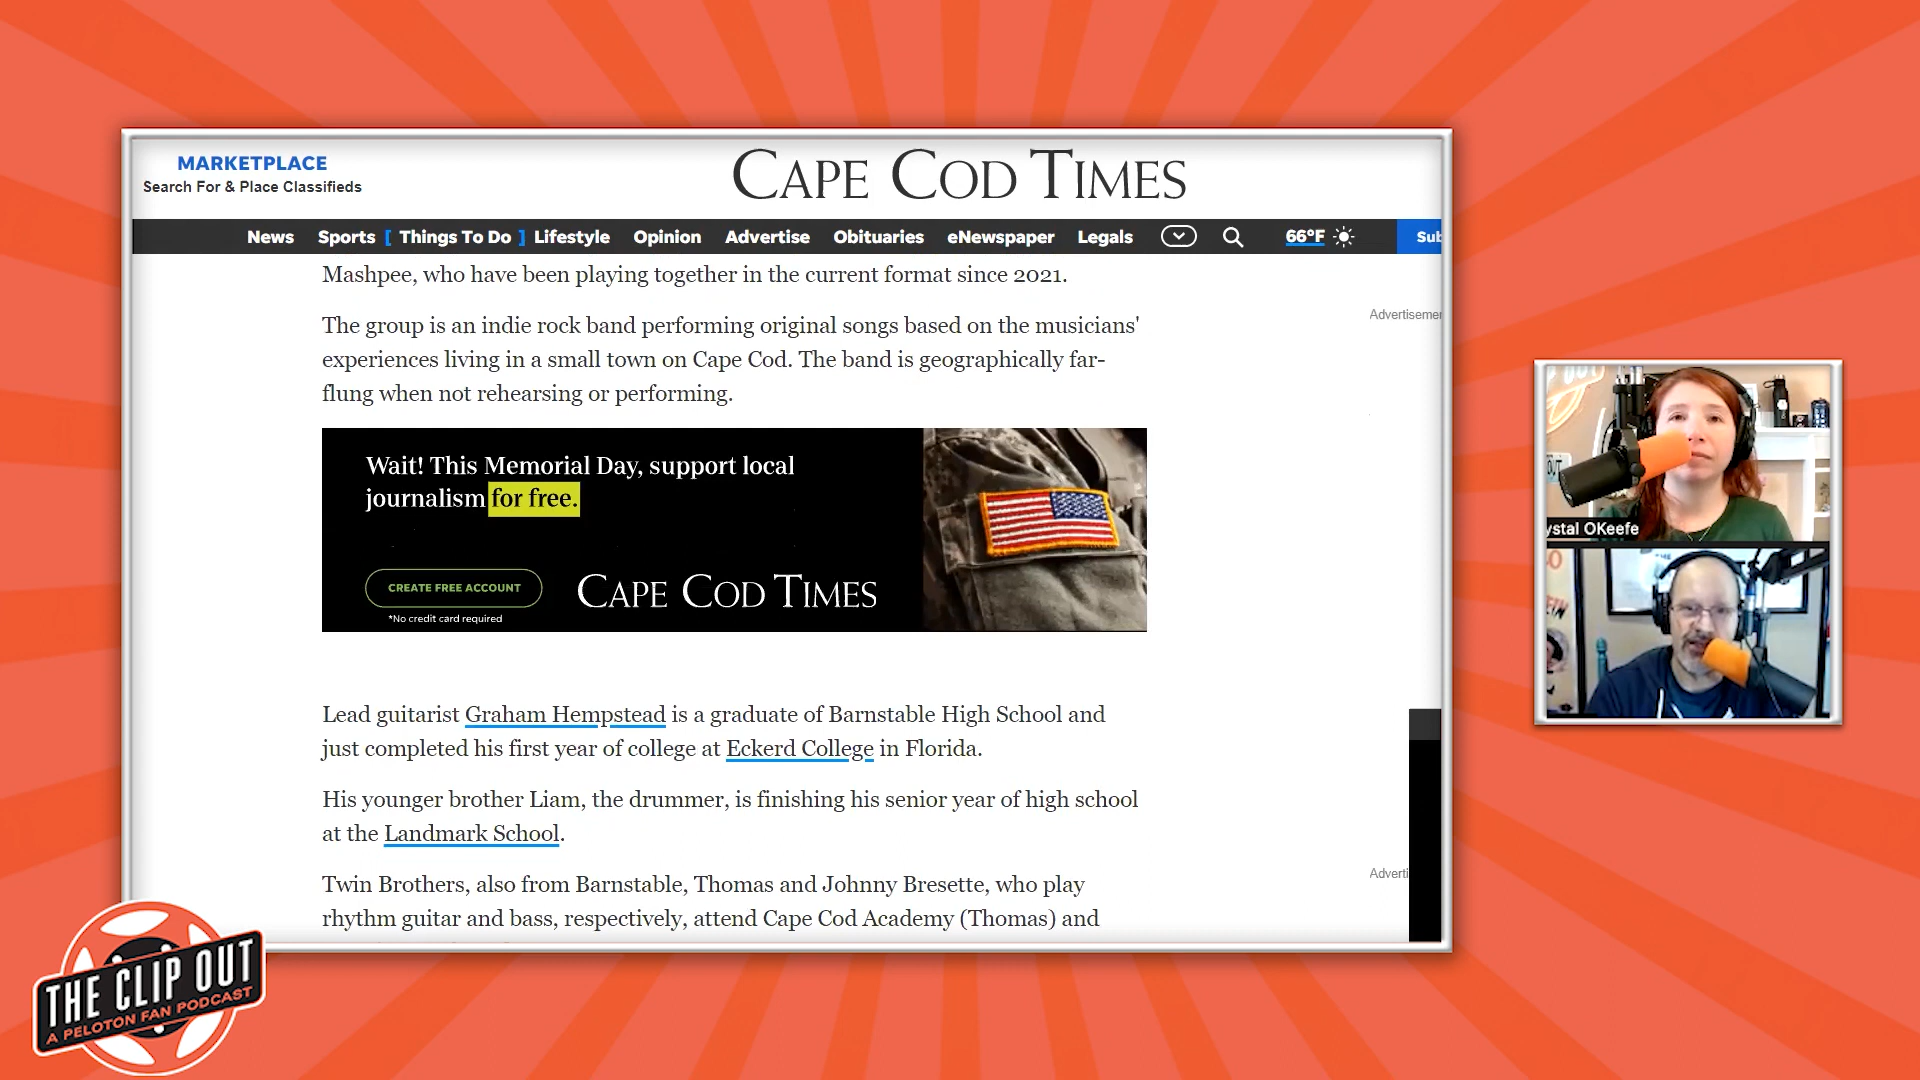 MARKETPLACE
Search For & Place Classifieds
CAPE COD TIMES
News Sports [ Things To Do ] Lifestyle Opinion Advertise Obituaries eNewspaper Legals 66°F Sub
Mashpee, who have been playing together in the current format since 2021.
The group is an indie rock band performing original songs based on the musicians'
experiences living in a small town on Cape Cod. The band is geographically far-
flung when not rehearsing or performing.
Advertisemen
Wait! This Memorial Day, support local
journalism for free.
CREATE FREE ACCOUNT
*No credit card required
CAPE COD TIMES
Lead guitarist Graham Hempstead is a graduate of Barnstable High School and
just completed his first year of college at Eckerd College in Florida.
His younger brother Liam, the drummer, is finishing his senior year of high school
at the Landmark School.
Adverti
Twin Brothers, also from Barnstable, Thomas and Johnny Bresette, who play
rhythm guitar and bass, respectively, attend Cape Cod Academy (Thomas) and
ystal OKeefe
THE CLIP OUT
A PELOTON FAN PODCAST